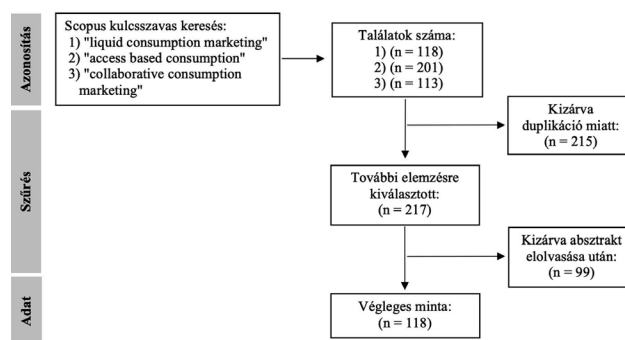 Azonosítás
Scopus kulcsszavas keresés:
1) "liquid consumption marketing"
2) "access based consumption"
3) "collaborative consumption
marketing"
Találatok száma:
1) (n = 118)
2) (n = 201)
3) (n = 113)
Szűrés
Kizárva
duplikáció miatt:
(n = 215)
További elemzésre
kiválasztott:
(n = 217)
Kizárva absztrakt
elolvasása után:
(n = 99)
Adat
Végleges minta:
(n = 118)